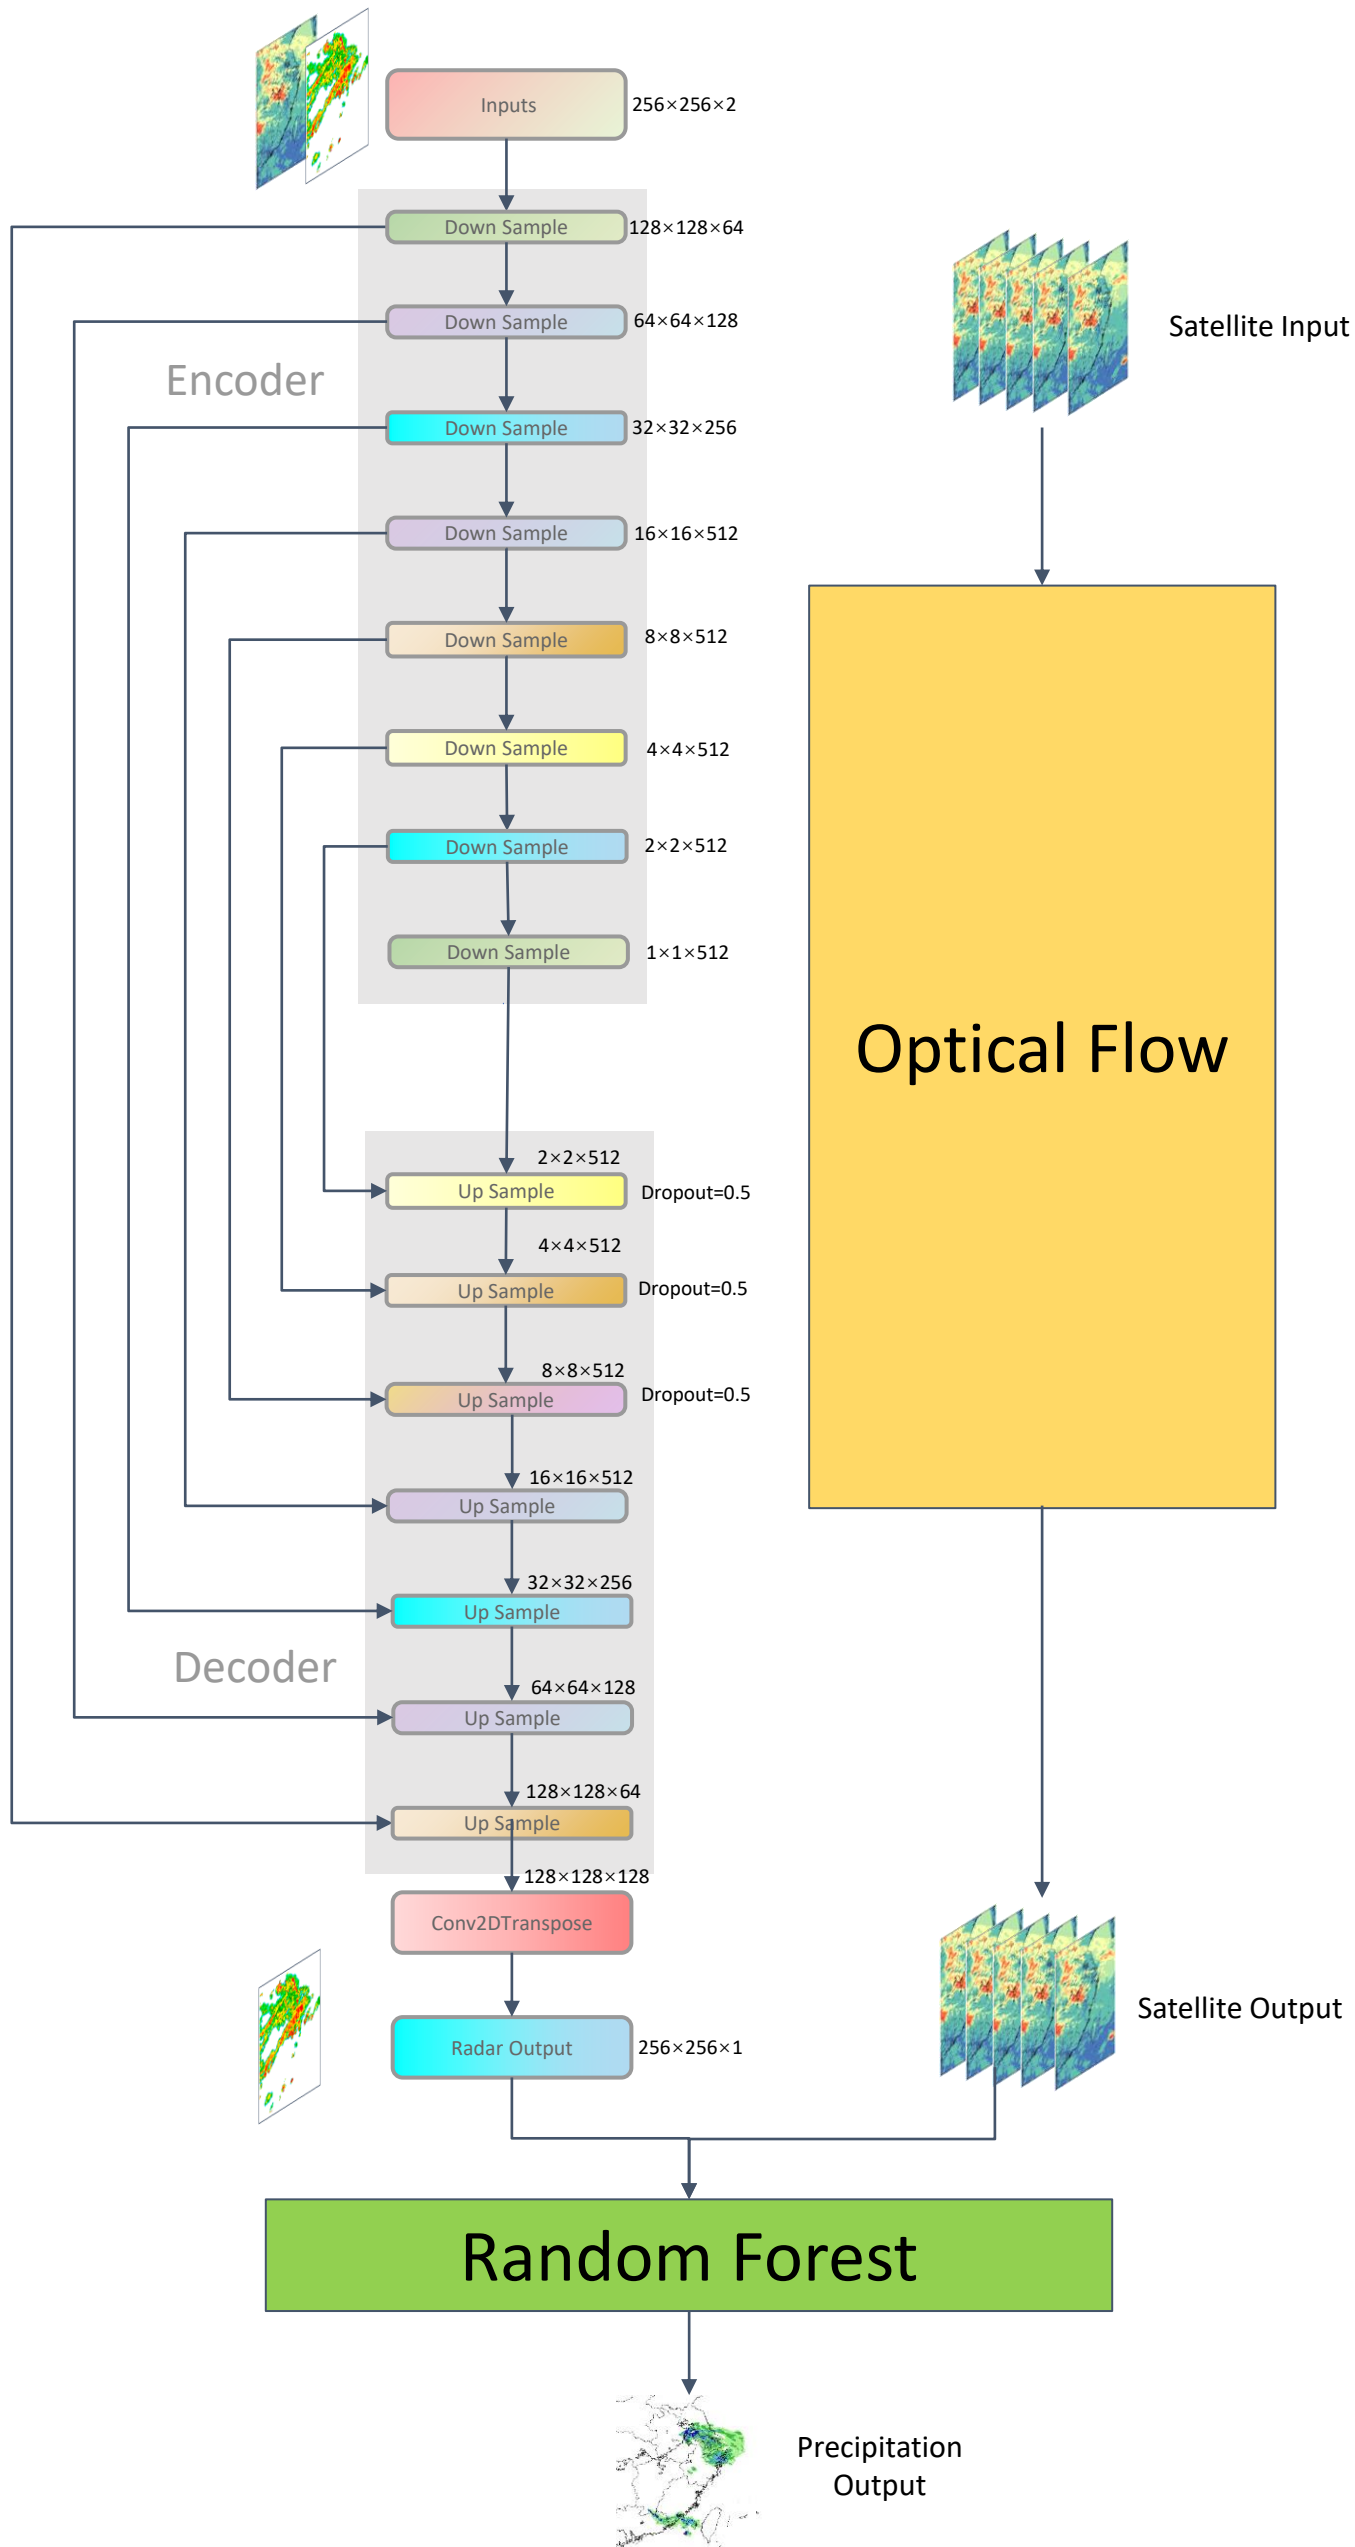 Inputs
256×256×2
Down Sample
128×128×64
Down Sample
64×64×128
Encoder
Down Sample
32×32×256
Down Sample
16×16×512
Down Sample
8×8×512
Down Sample
4×4×512
Down Sample
2×2×512
Down Sample
1×1×512
2×2×512
Up Sample
Dropout=0.5
4×4×512
Up Sample
Dropout=0.5
8×8×512
Up Sample
Dropout=0.5
16×16×512
Up Sample
32×32×256
Up Sample
Decoder
64×64×128
Up Sample
128×128×64
Up Sample
128×128×128
Conv2DTranspose
Radar Output
256×256×1
Satellite Input
Optical Flow
Satellite Output
Random Forest
Precipitation
Output